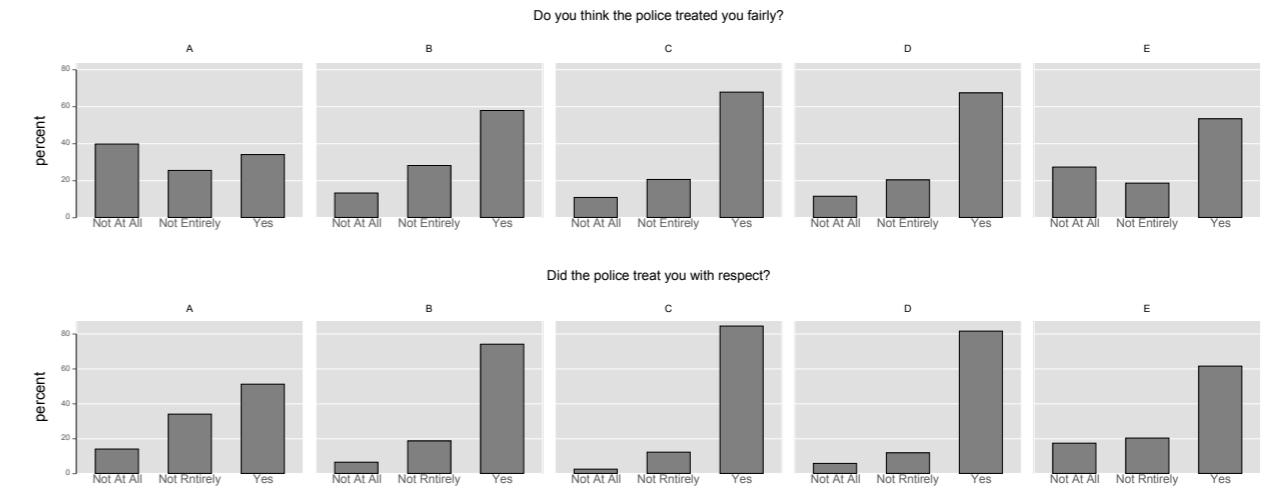 Do you think the police treated you fairly?
A B C D E
percent
80
60
40
20
0
Not At All Not Entirely Yes Not At All Not Entirely Yes Not At All Not Entirely Yes Not At All Not Entirely Yes Not At All Not Entirely Yes
Did the police treat you with respect?
A B C D E
percent
80
60
40
20
0
Not At All Not Rntirely Yes Not At All Not Rntirely Yes Not At All Not Rntirely Yes Not At All Not Rntirely Yes Not At All Not Rntirely Yes